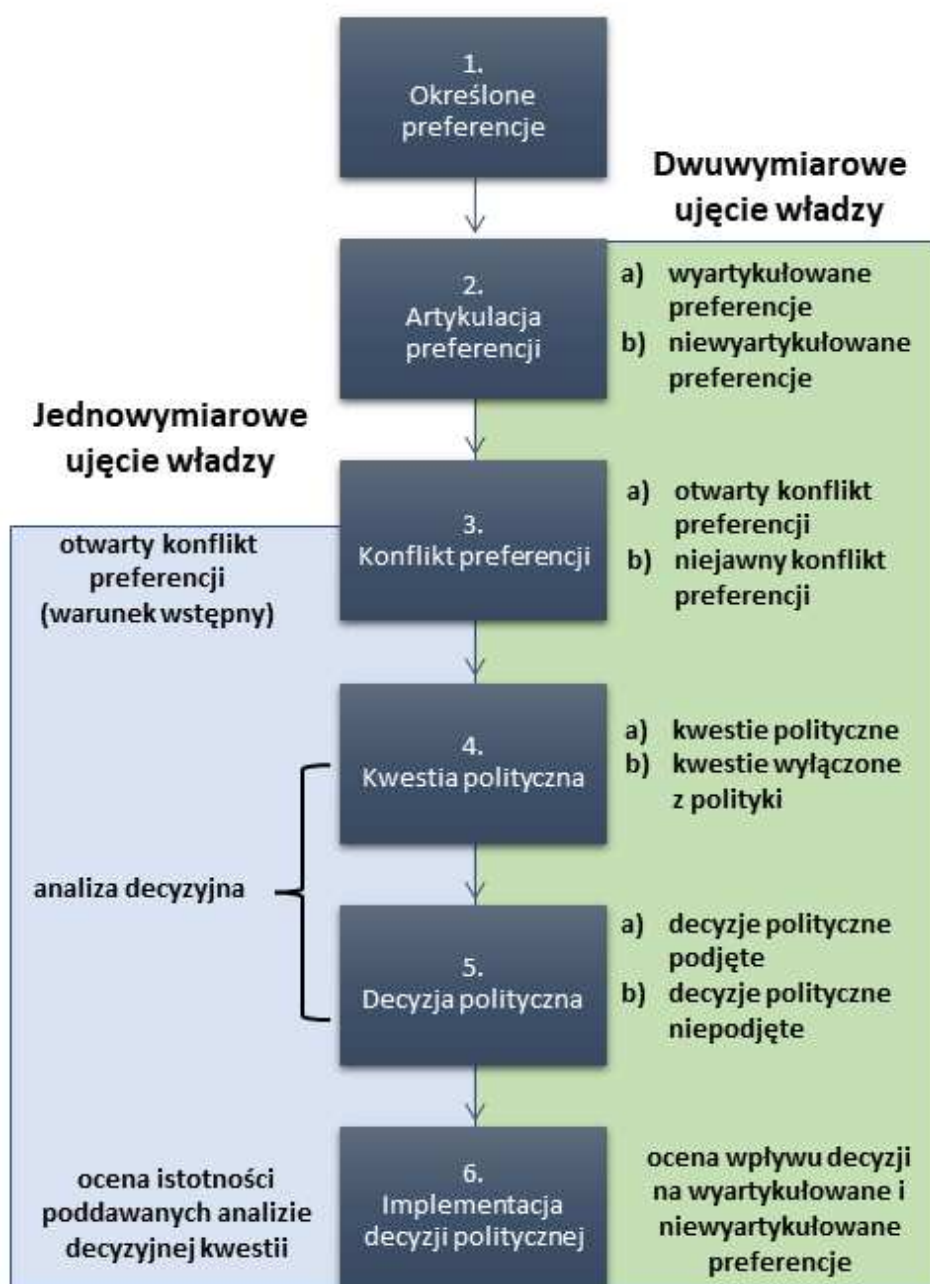 1.
Określone
preferencje
Dwuwymiarowe
ujęcie władzy
2.
Artykulacja
preferencji
a) wyartykułowane
preferencje
b) niewyartykułowane
preferencje
Jednowymiarowe
ujęcie władzy
otwarty konflikt
preferencji
(warunek wstępny)
3.
Konflikt preferencji
a) otwarty konflikt
preferencji
b) niejawny konflikt
preferencji
4.
Kwestia polityczna
a) kwestie polityczne
b) kwestie wyłączone
z polityki
analiza decyzyjna
5.
Decyzja polityczna
a) decyzje polityczne
podjęte
b) decyzje polityczne
niepodjęte
ocena istotności
poddawanych analizie
decyzyjnej kwestii
6.
Implementacja
decyzji politycznej
ocena wpływu decyzji
na wyartykułowane i
niewyartykułowane
preferencje